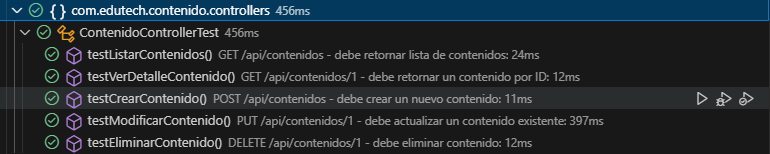 {} com.edutech.contenido.controllers 456ms
ContenidoControllerTest 456ms
testListarContenidos() GET /api/contenidos - debe retornar lista de contenidos: 24ms
testVerDetalleContenido() GET /api/contenidos/1 - debe retornar un contenido por ID: 12ms
testCrearContenido() POST /api/contenidos - debe crear un nuevo contenido: 11ms
testModificarContenido() PUT /api/contenidos/1 - debe actualizar un contenido existente: 397ms
testEliminarContenido() DELETE /api/contenidos/1 - debe eliminar contenido: 12ms